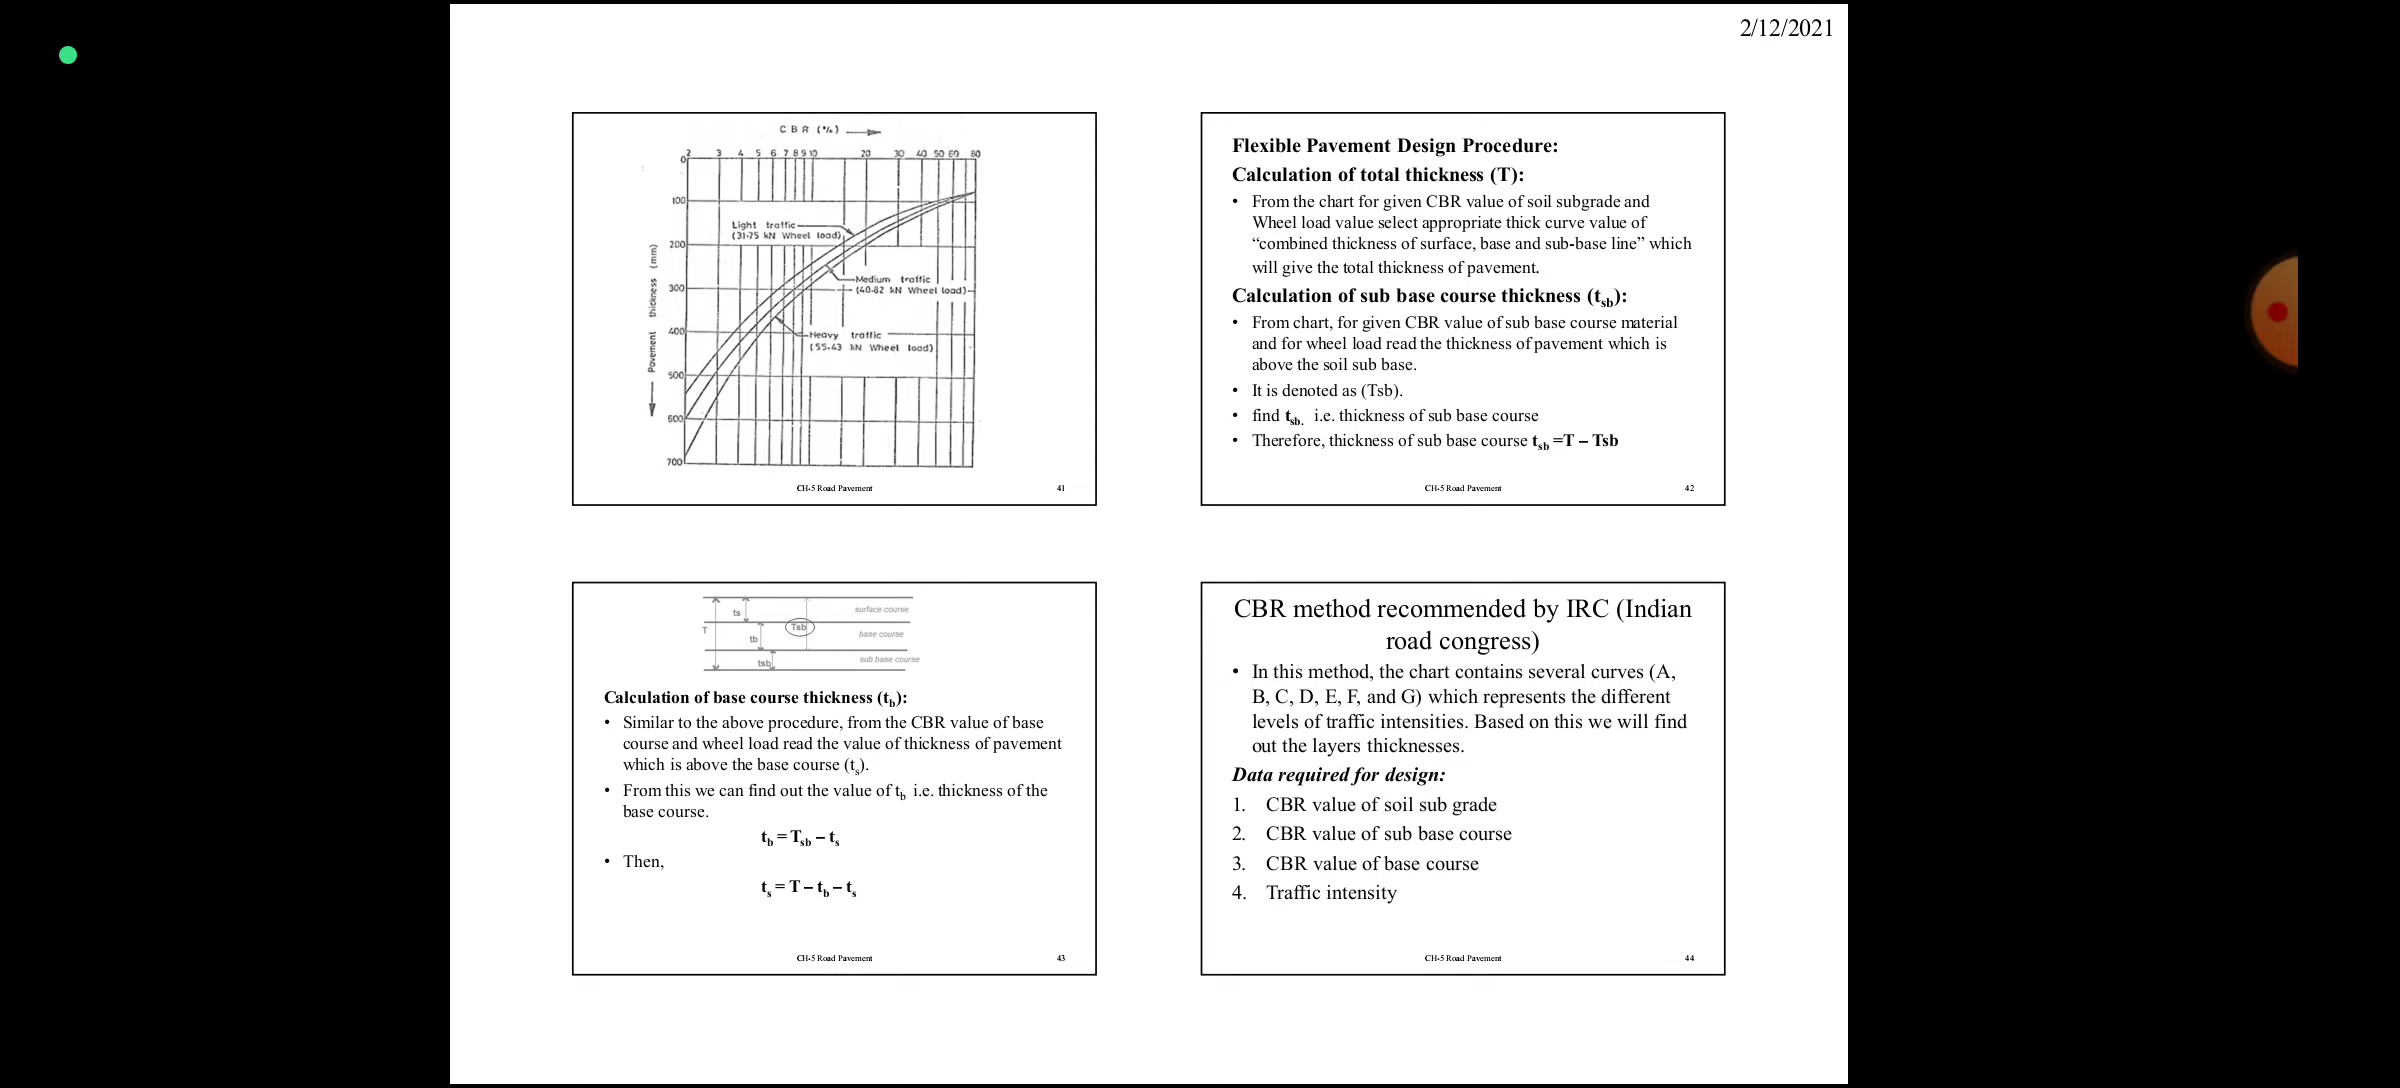 2/12/2021
C B R (%)
2 3 4 5 6 7 8 9 10 20 30 40 50 60 80
0
100
200
300
400
500
600
700
Pavement thickness (mm)
Light traffic
(31·75 kN Wheel load)
Medium traffic
(40·82 kN Wheel load)
Heavy traffic
(55·43 kN Wheel load)
CH-5 Road Pavement 41
Flexible Pavement Design Procedure:
Calculation of total thickness (T):
• From the chart for given CBR value of soil subgrade and
Wheel load value select appropriate thick curve value of
“combined thickness of surface, base and sub-base line” which
will give the total thickness of pavement.
Calculation of sub base course thickness (tsb):
• From chart, for given CBR value of sub base course material
and for wheel load read the thickness of pavement which is
above the soil sub base.
• It is denoted as (Tsb).
• find tsb. i.e. thickness of sub base course
• Therefore, thickness of sub base course tsb =T – Tsb
CH-5 Road Pavement 42
ts surface course
T Tsb
tb base course
tsb sub base course
Calculation of base course thickness (tb):
• Similar to the above procedure, from the CBR value of base
course and wheel load read the value of thickness of pavement
which is above the base course (ts).
• From this we can find out the value of tb i.e. thickness of the
base course.
tb = Tsb – ts
• Then,
ts = T – tb – ts
CH-5 Road Pavement 43
CBR method recommended by IRC (Indian
road congress)
• In this method, the chart contains several curves (A,
B, C, D, E, F, and G) which represents the different
levels of traffic intensities. Based on this we will find
out the layers thicknesses.
Data required for design:
1. CBR value of soil sub grade
2. CBR value of sub base course
3. CBR value of base course
4. Traffic intensity
CH-5 Road Pavement 44